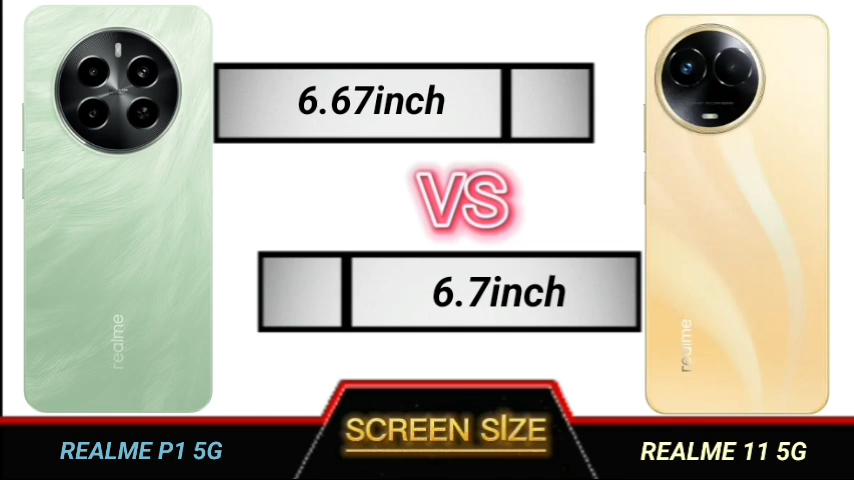 6.67inch
VS
6.7inch
realme
realme
SCREEN SIZE
REALME P1 5G
REALME 11 5G